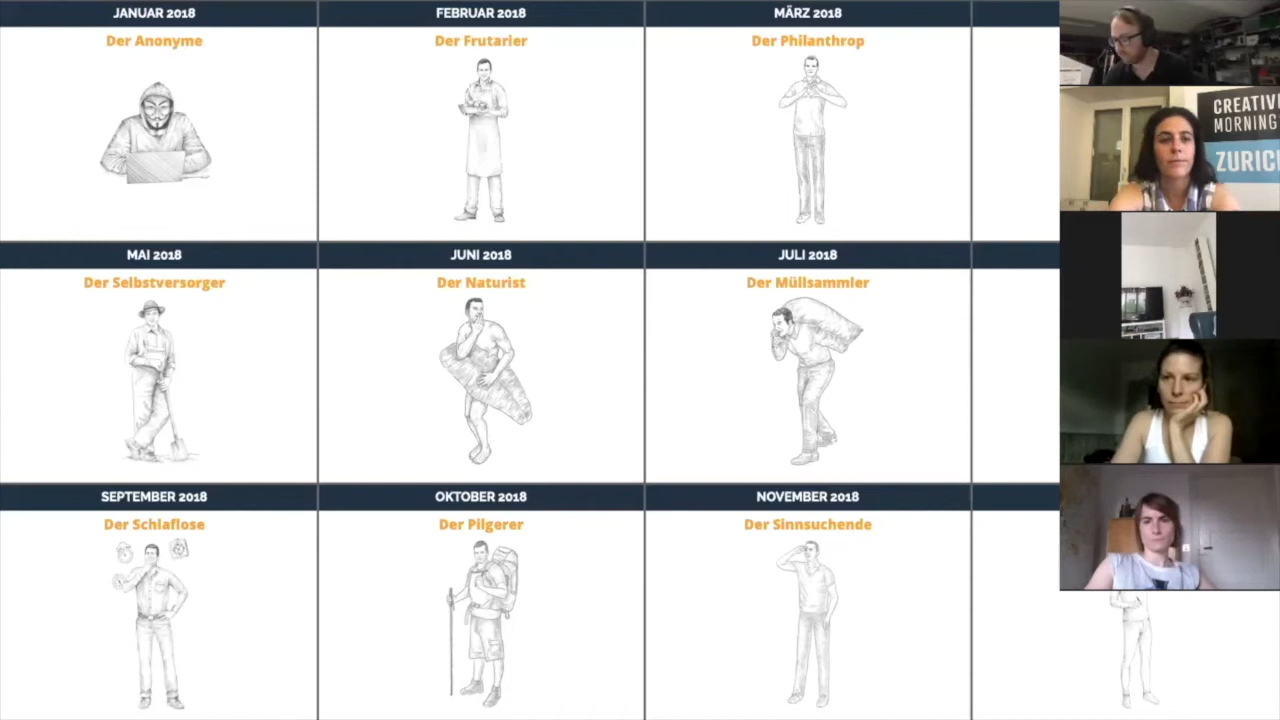 JANUAR 2018
FEBRUAR 2018
MÄRZ 2018
Der Anonyme
Der Frutarier
Der Philanthrop
CREATIVE
MORNING
ZURIC
MAI 2018
JUNI 2018
JULI 2018
Der Selbstversorger
Der Naturist
Der Müllsammler
SEPTEMBER 2018
OKTOBER 2018
NOVEMBER 2018
Der Schlaflose
Der Pilgerer
Der Sinnsuchende